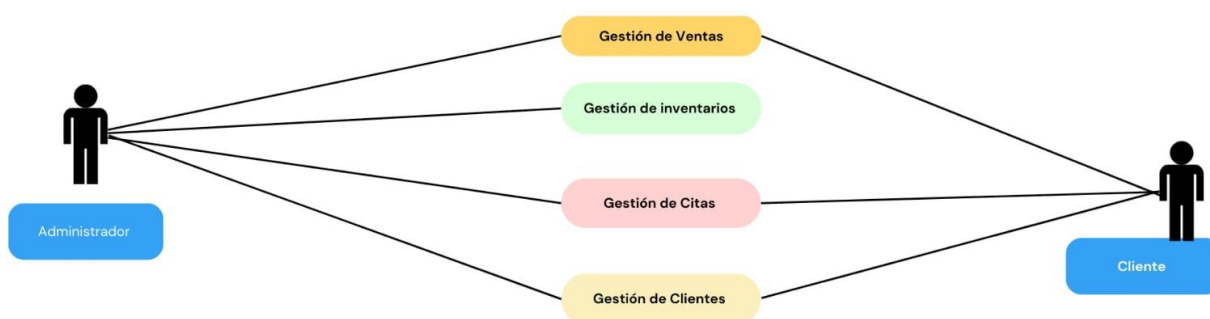 Gestión de Ventas
Gestión de inventarios
Gestión de Citas
Administrador
Cliente
Gestión de Clientes